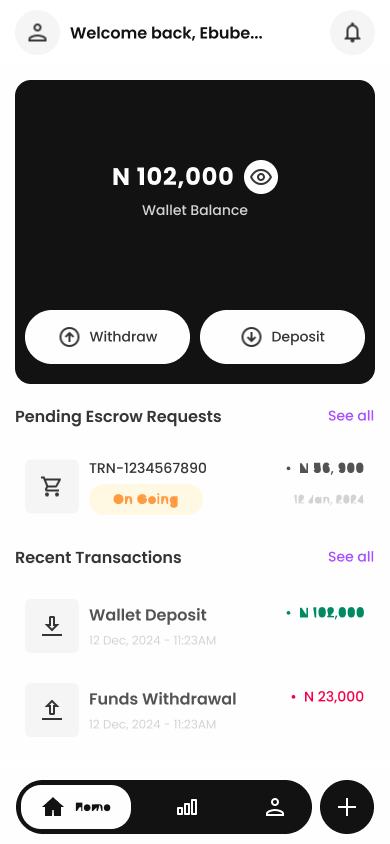 Welcome back, Ebube...
N 102,000
Wallet Balance
Withdraw
Deposit
Pending Escrow Requests
See all
TRN-1234567890
• N 56, 900
On Going
12 Jan, 2024
Recent Transactions
See all
Wallet Deposit
• N 102,000
12 Dec, 2024 - 11:23AM
Funds Withdrawal
• N 23,000
12 Dec, 2024 - 11:23AM
Home